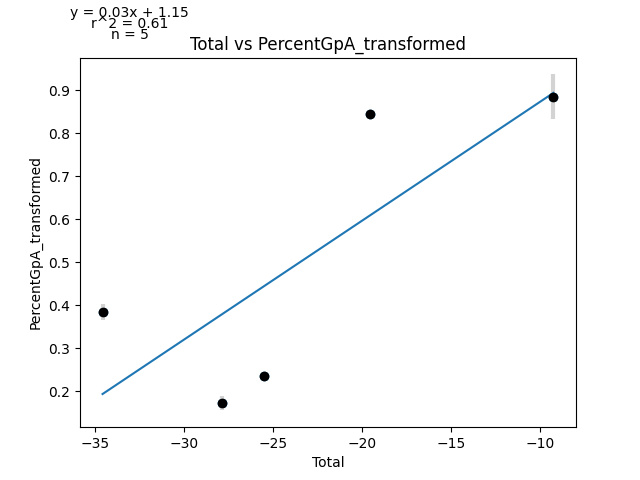 y = 0.03x + 1.15
r^2 = 0.61
n = 5
Total vs PercentGpA_transformed
PercentGpA_transformed
0.9
0.8
0.7
0.6
0.5
0.4
0.3
0.2
−35
−30
−25
−20
−15
−10
Total